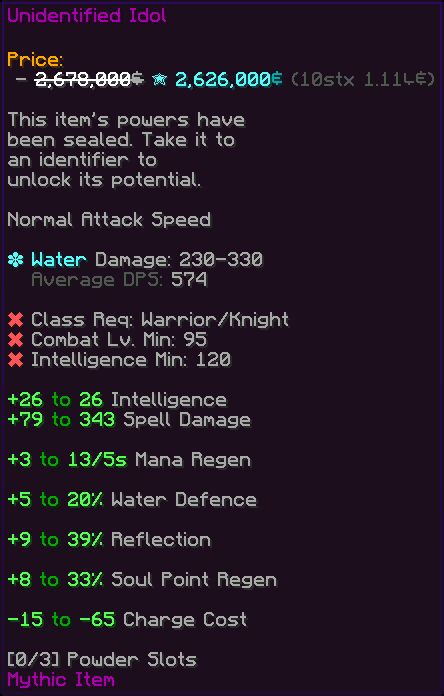 Unidentified Idol
Price:
- 2,678,000² ✮ 2,626,000² (10stx 1.11L²)
This item's powers have
been sealed. Take it to
an identifier to
unlock its potential.
Normal Attack Speed
✽ Water Damage: 230-330
Average DPS: 574
✖ Class Req: Warrior/Knight
✖ Combat Lv. Min: 95
✖ Intelligence Min: 120
+26 to 26 Intelligence
+79 to 343 Spell Damage
+3 to 13/5s Mana Regen
+5 to 20% Water Defence
+9 to 39% Reflection
+8 to 33% Soul Point Regen
-15 to -65 Charge Cost
[0/3] Powder Slots
Mythic Item